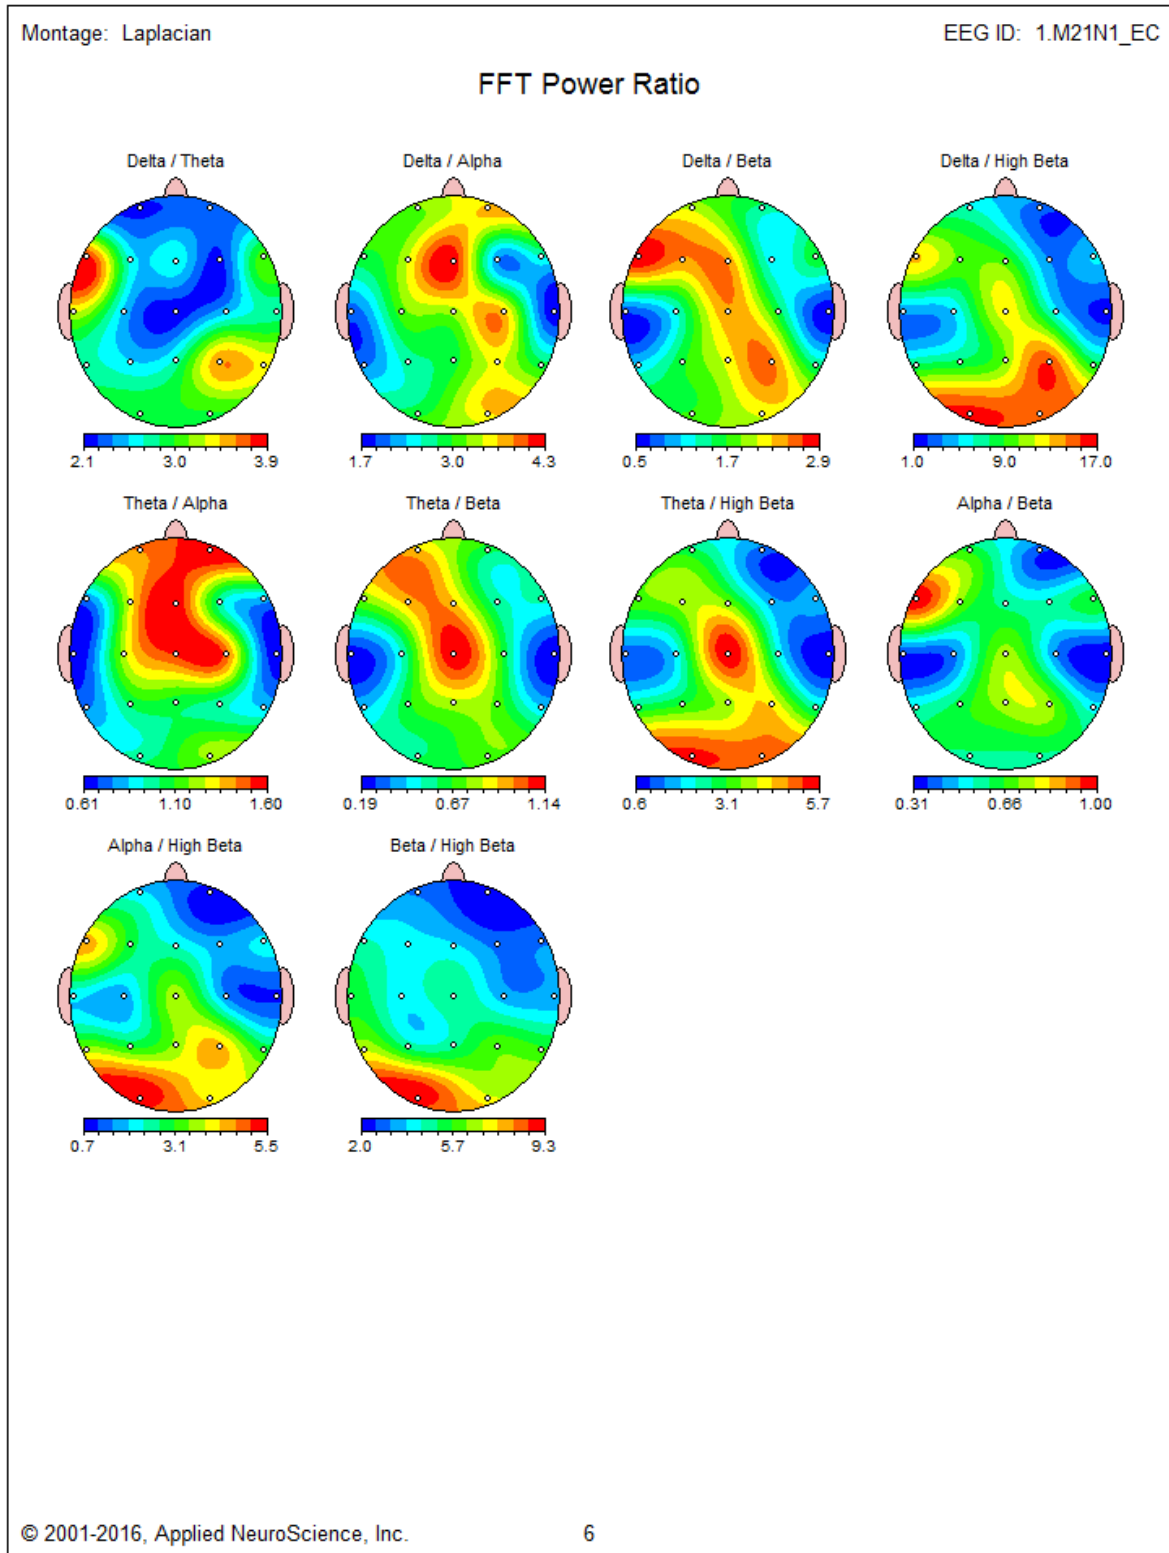 Montage: Laplacian EEG ID: 1.M21N1_EC
FFT Power Ratio
Delta / Theta Delta / Alpha Delta / Beta Delta / High Beta
2.1 3.0 3.9 1.7 3.0 4.3 0.5 1.7 2.9 1.0 9.0 17.0
Theta / Alpha Theta / Beta Theta / High Beta Alpha / Beta
0.61 1.10 1.60 0.19 0.67 1.14 0.6 3.1 5.7 0.31 0.66 1.00
Alpha / High Beta Beta / High Beta
0.7 3.1 5.5 2.0 5.7 9.3
© 2001-2016, Applied NeuroScience, Inc. 6